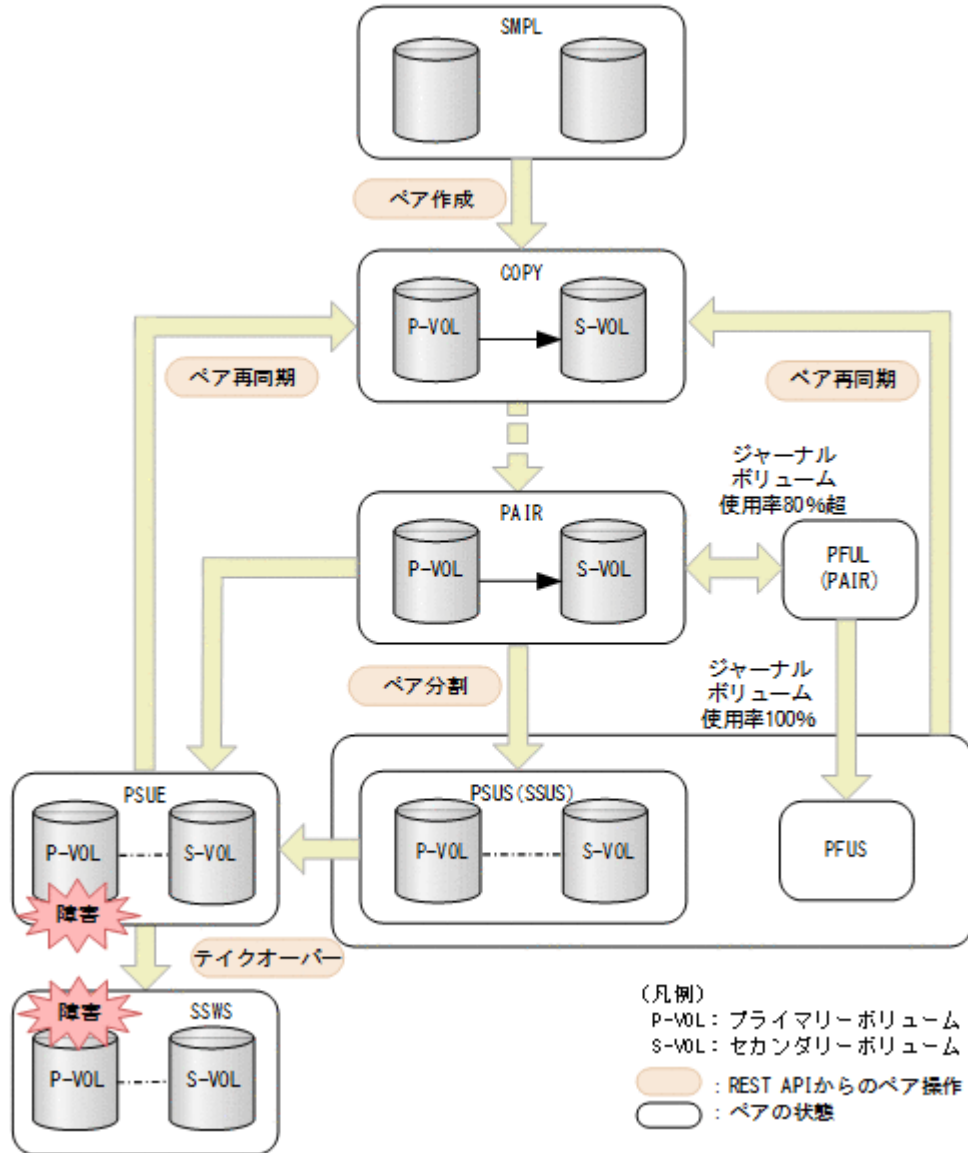 SMPL
ペア作成
COPY
P-VOL
S-VOL
ペア再同期
ペア再同期
ジャーナル
ボリューム
使用率80%超
PAIR
P-VOL
S-VOL
PFUL
(PAIR)
ペア分割
ジャーナル
ボリューム
使用率100%
PSUE
P-VOL
S-VOL
障害
PSUS(SSUS)
P-VOL
S-VOL
PFUS
テイクオーバー
障害
SSWS
P-VOL
S-VOL
(凡例)
P-VOL: プライマリーボリューム
S-VOL: セカンダリーボリューム
: REST APIからのペア操作
: ペアの状態